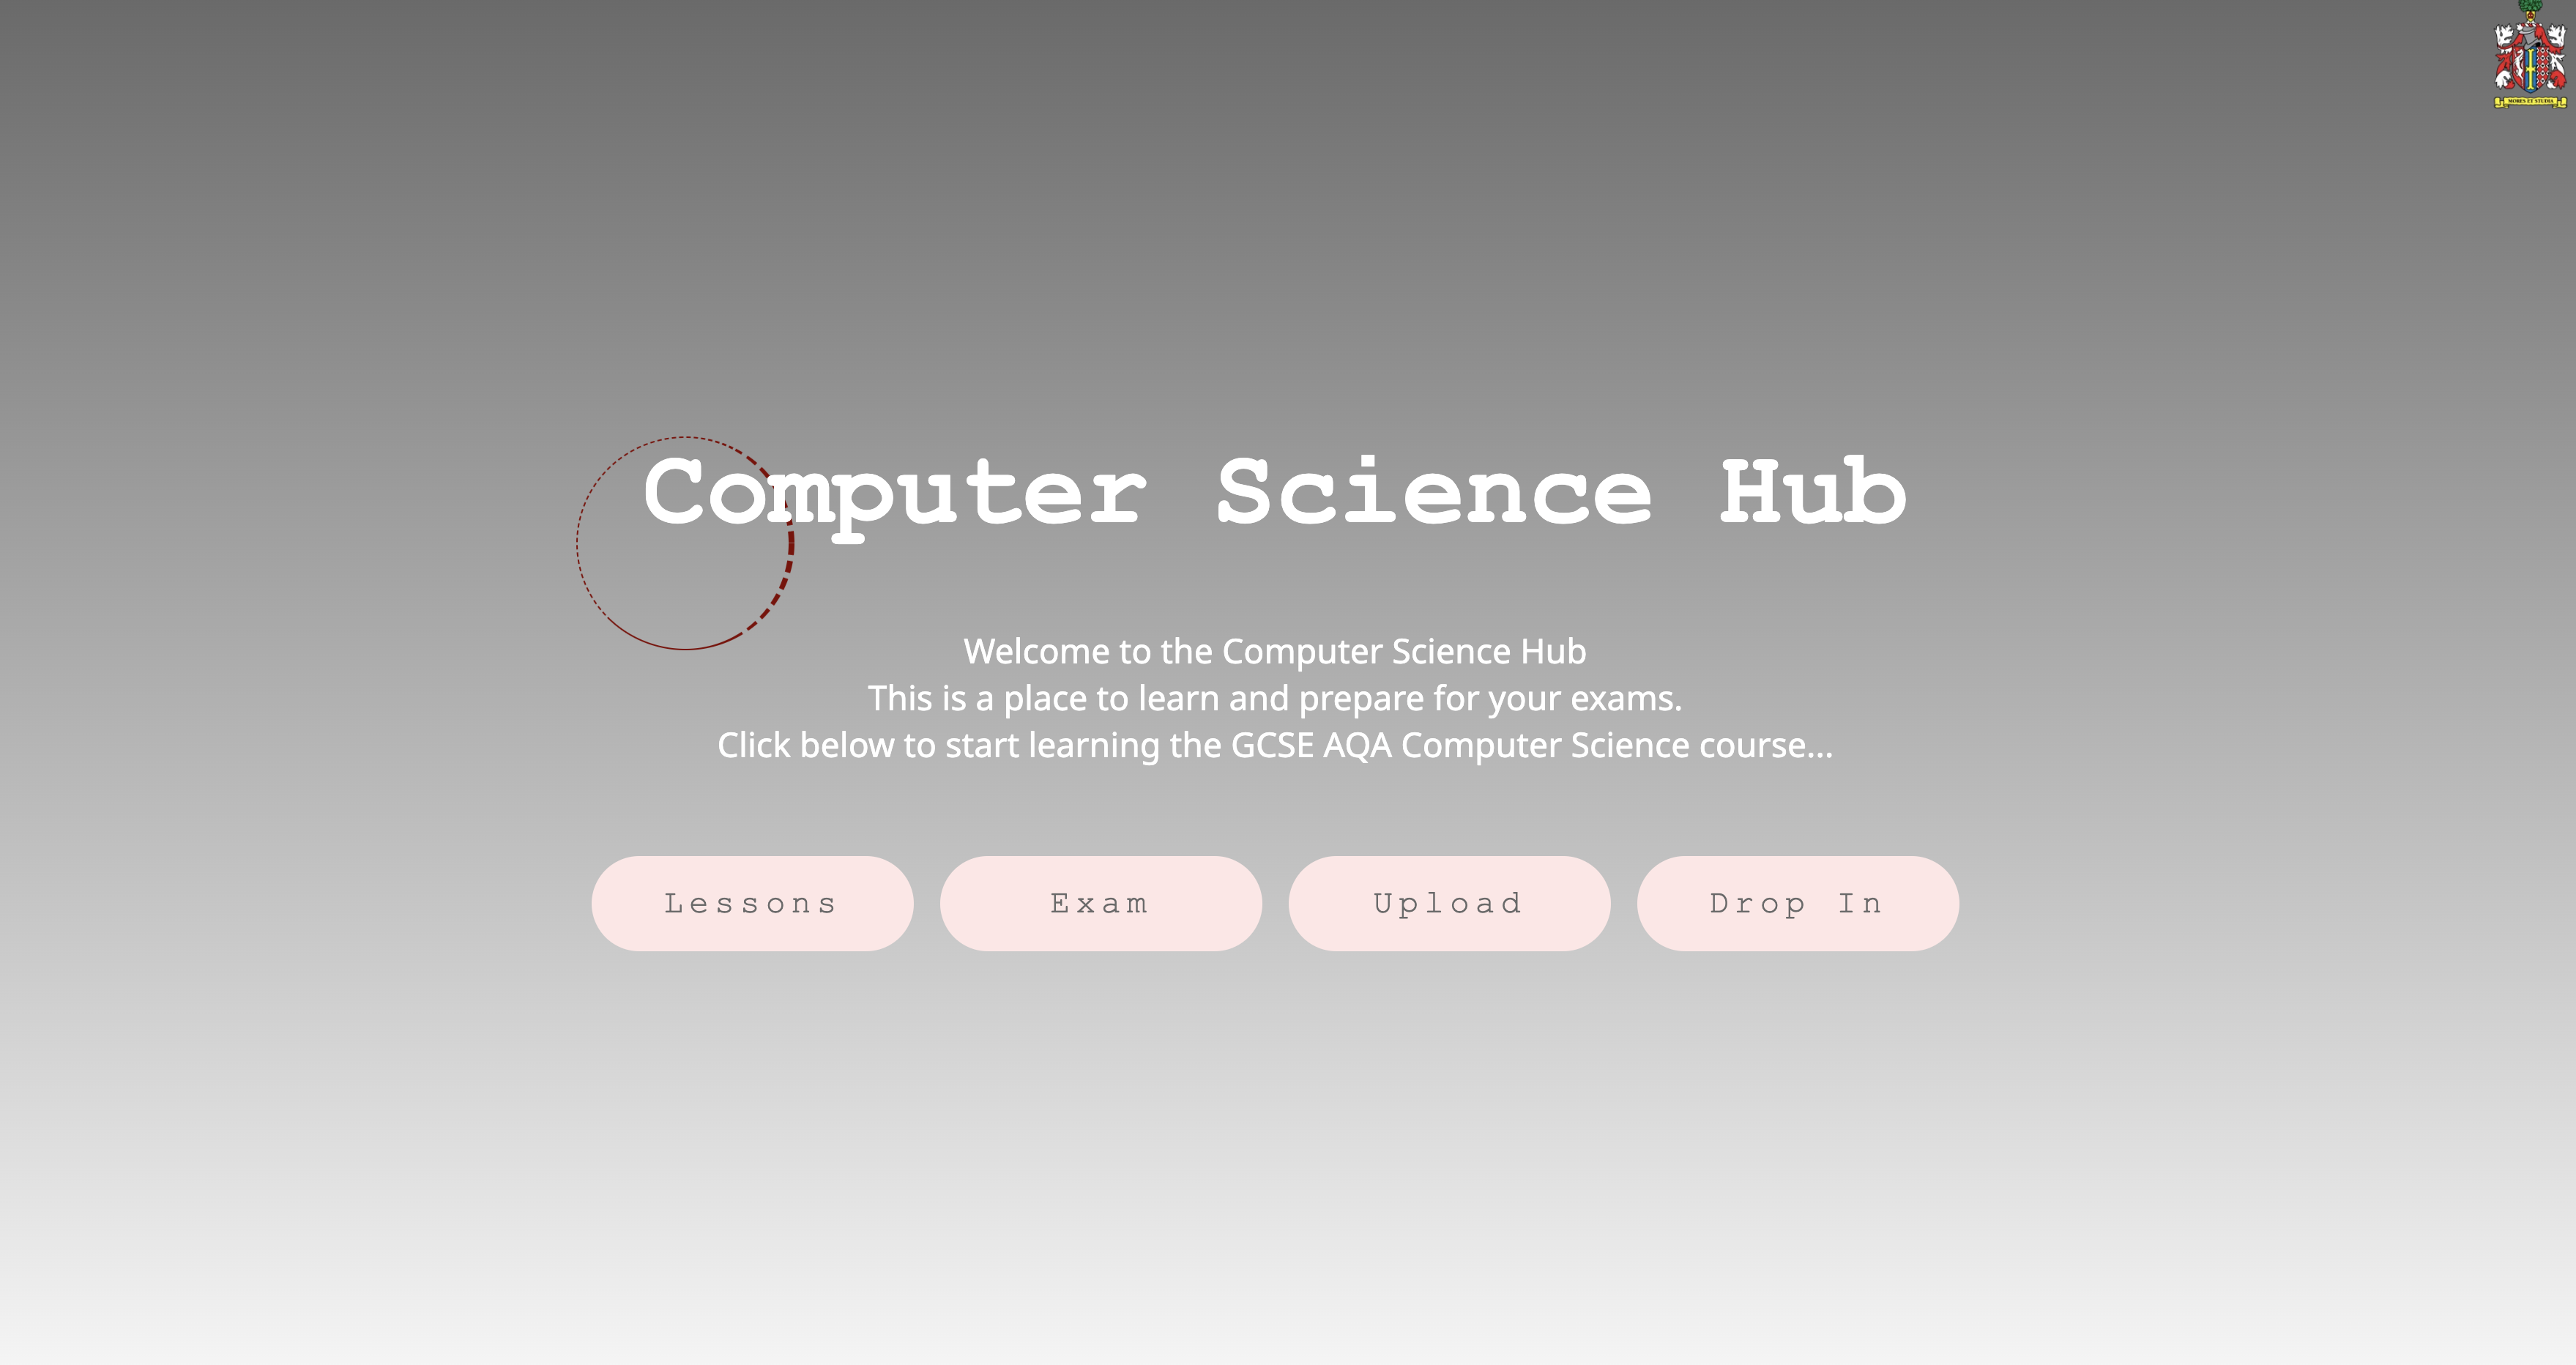 MORES ET STUDIA
Computer Science Hub
Welcome to the Computer Science Hub
This is a place to learn and prepare for your exams.
Click below to start learning the GCSE AQA Computer Science course...
Lessons
Exam
Upload
Drop In